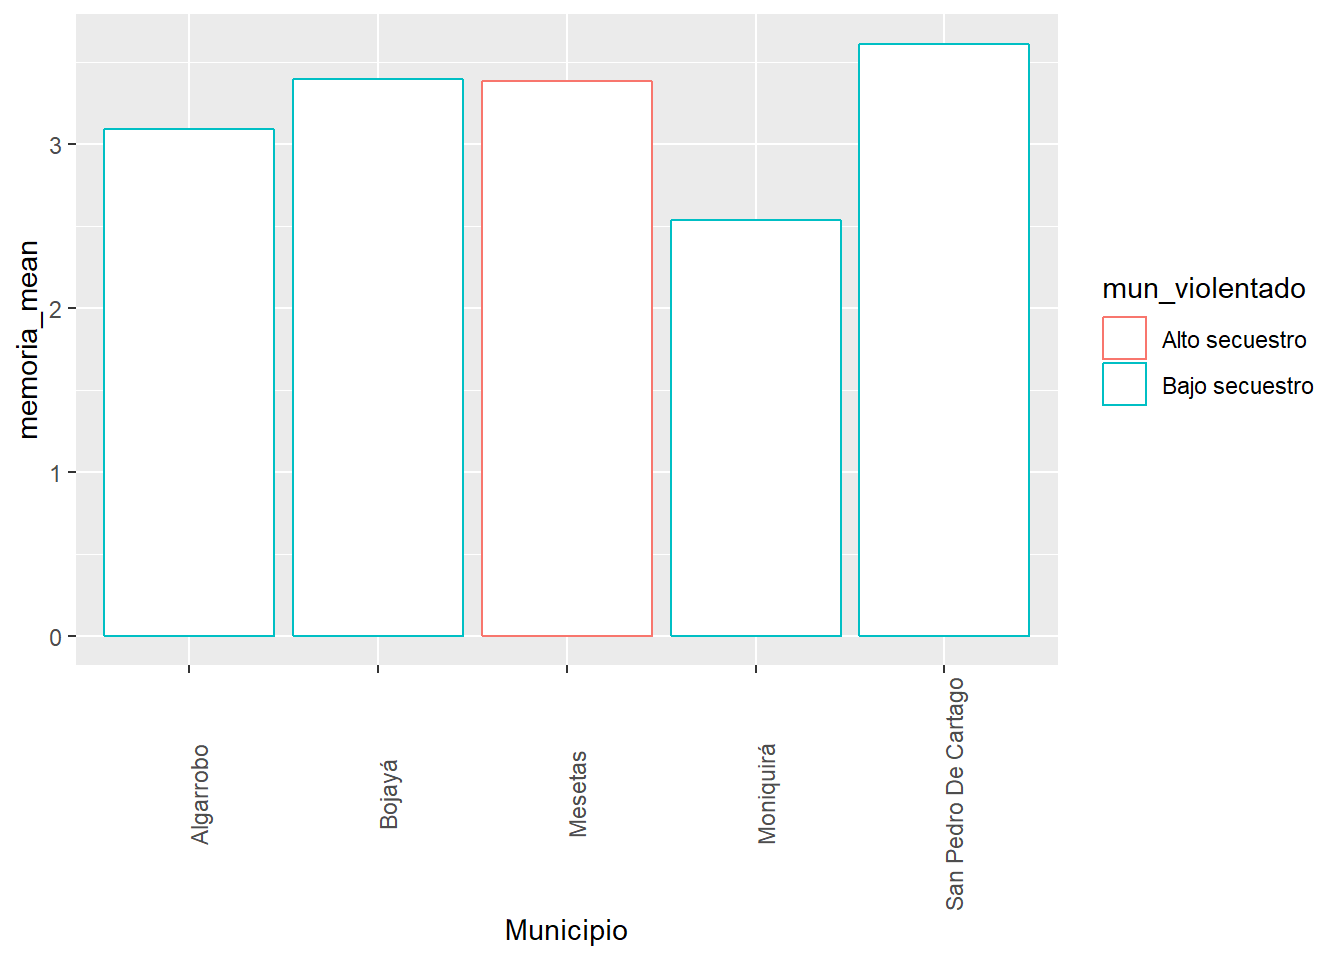 memoria_mean
3
2
1
0
Algarrobo
Bojayá
Mesetas
Moniquirá
San Pedro De Cartago
Municipio
mun_violentado
Alto secuestro
Bajo secuestro